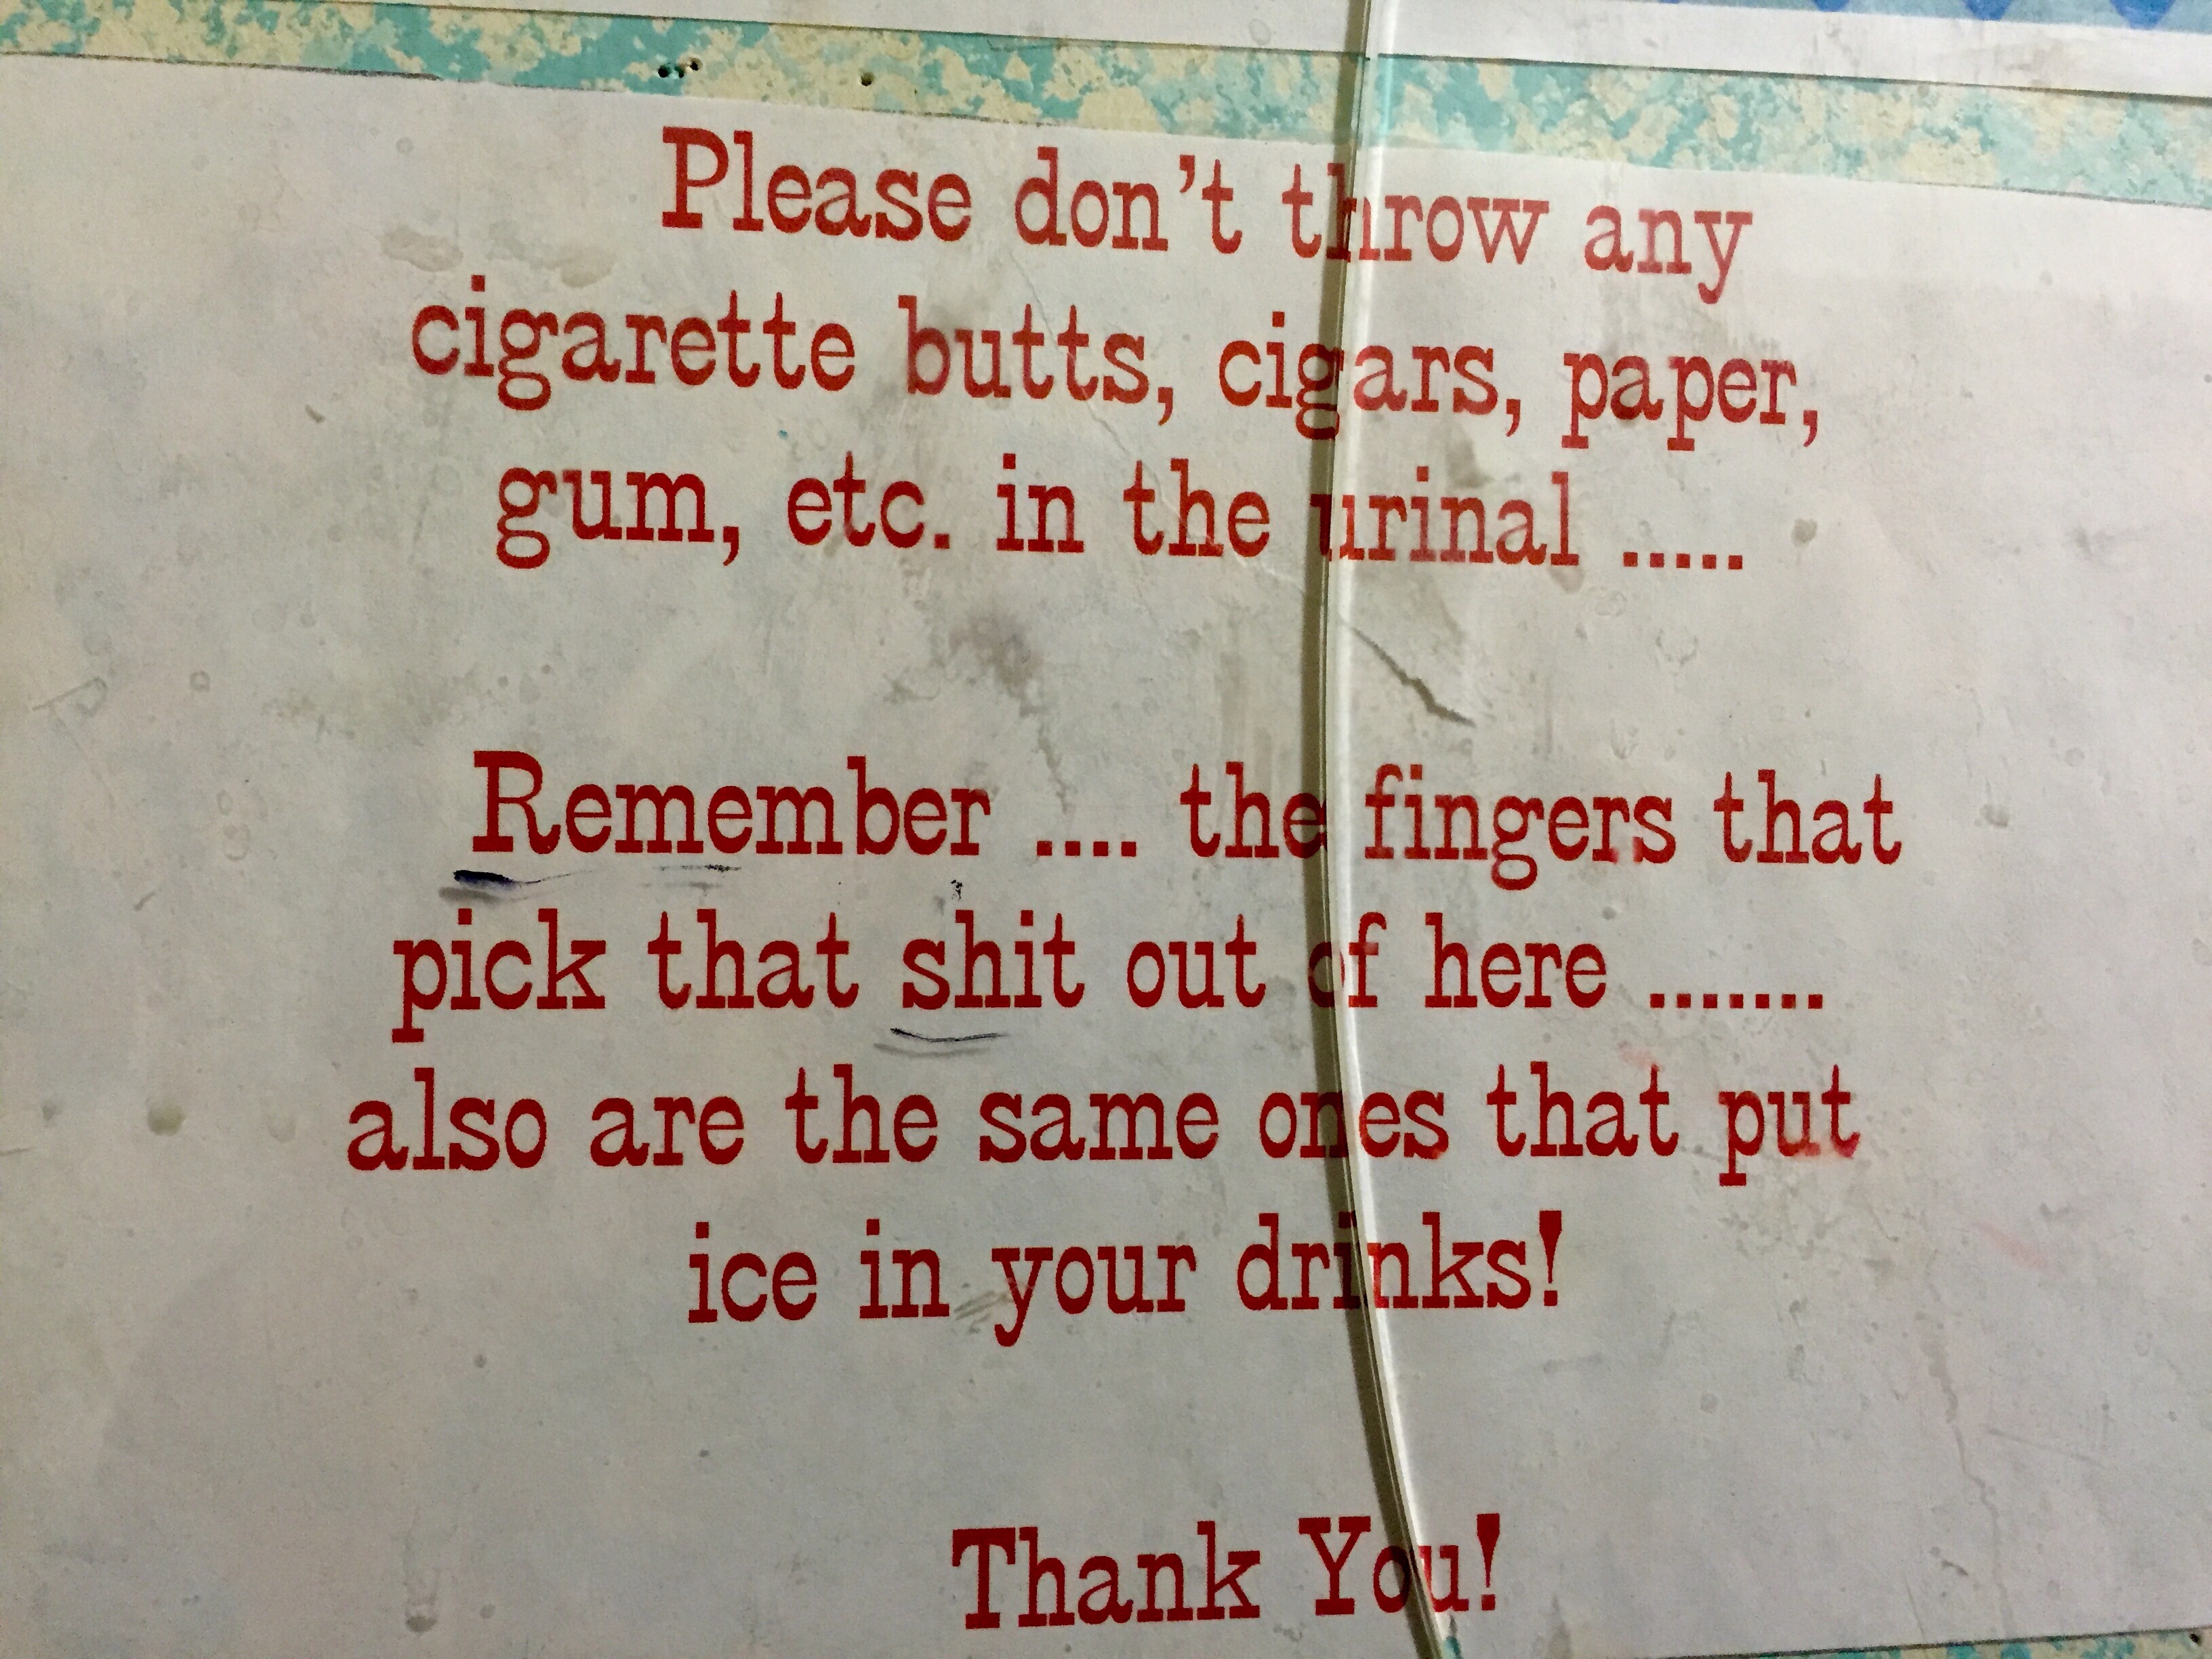 Please don't throw any
cigarette butts, cigars, paper,
gum, etc. in the urinal .....
Remember .... the fingers that
pick that shit out of here .......
also are the same ones that put
ice in your drinks!
Thank You!